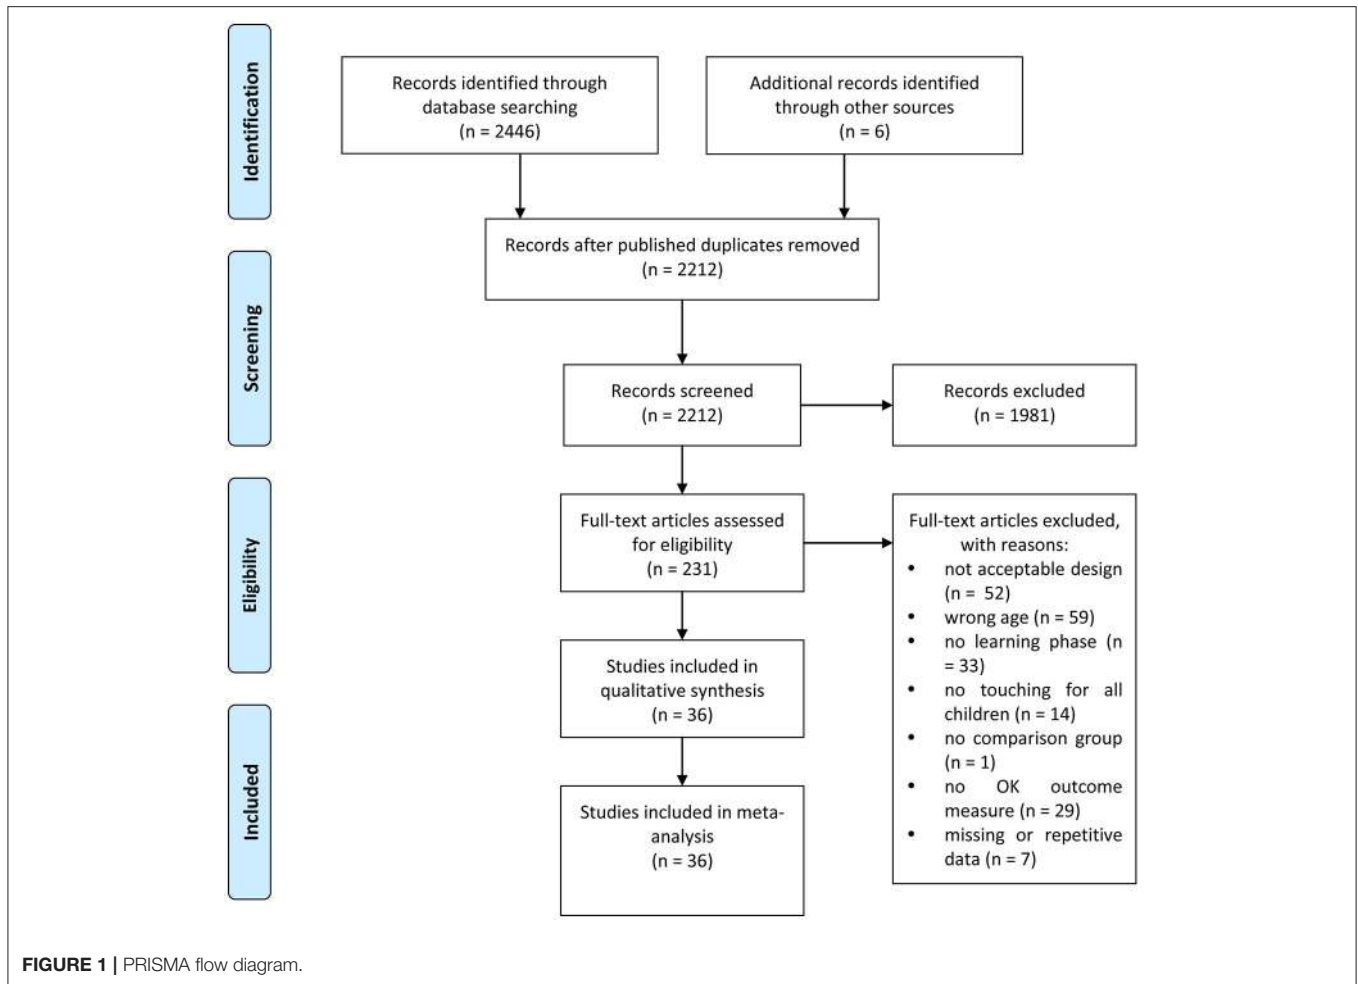 Identification
Records identified through
database searching
(n = 2446)
Additional records identified
through other sources
(n = 6)
Records after published duplicates removed
(n = 2212)
Screening
Records screened
(n = 2212)
Records excluded
(n = 1981)
Eligibility
Full-text articles assessed
for eligibility
(n = 231)
Full-text articles excluded,
with reasons:
• not acceptable design
(n = 52)
• wrong age (n = 59)
• no learning phase (n
= 33)
• no touching for all
children (n = 14)
• no comparison group
(n = 1)
• no OK outcome
measure (n = 29)
• missing or repetitive
data (n = 7)
Studies included in
qualitative synthesis
(n = 36)
Included
Studies included in meta-
analysis
(n = 36)
FIGURE 1 | PRISMA flow diagram.